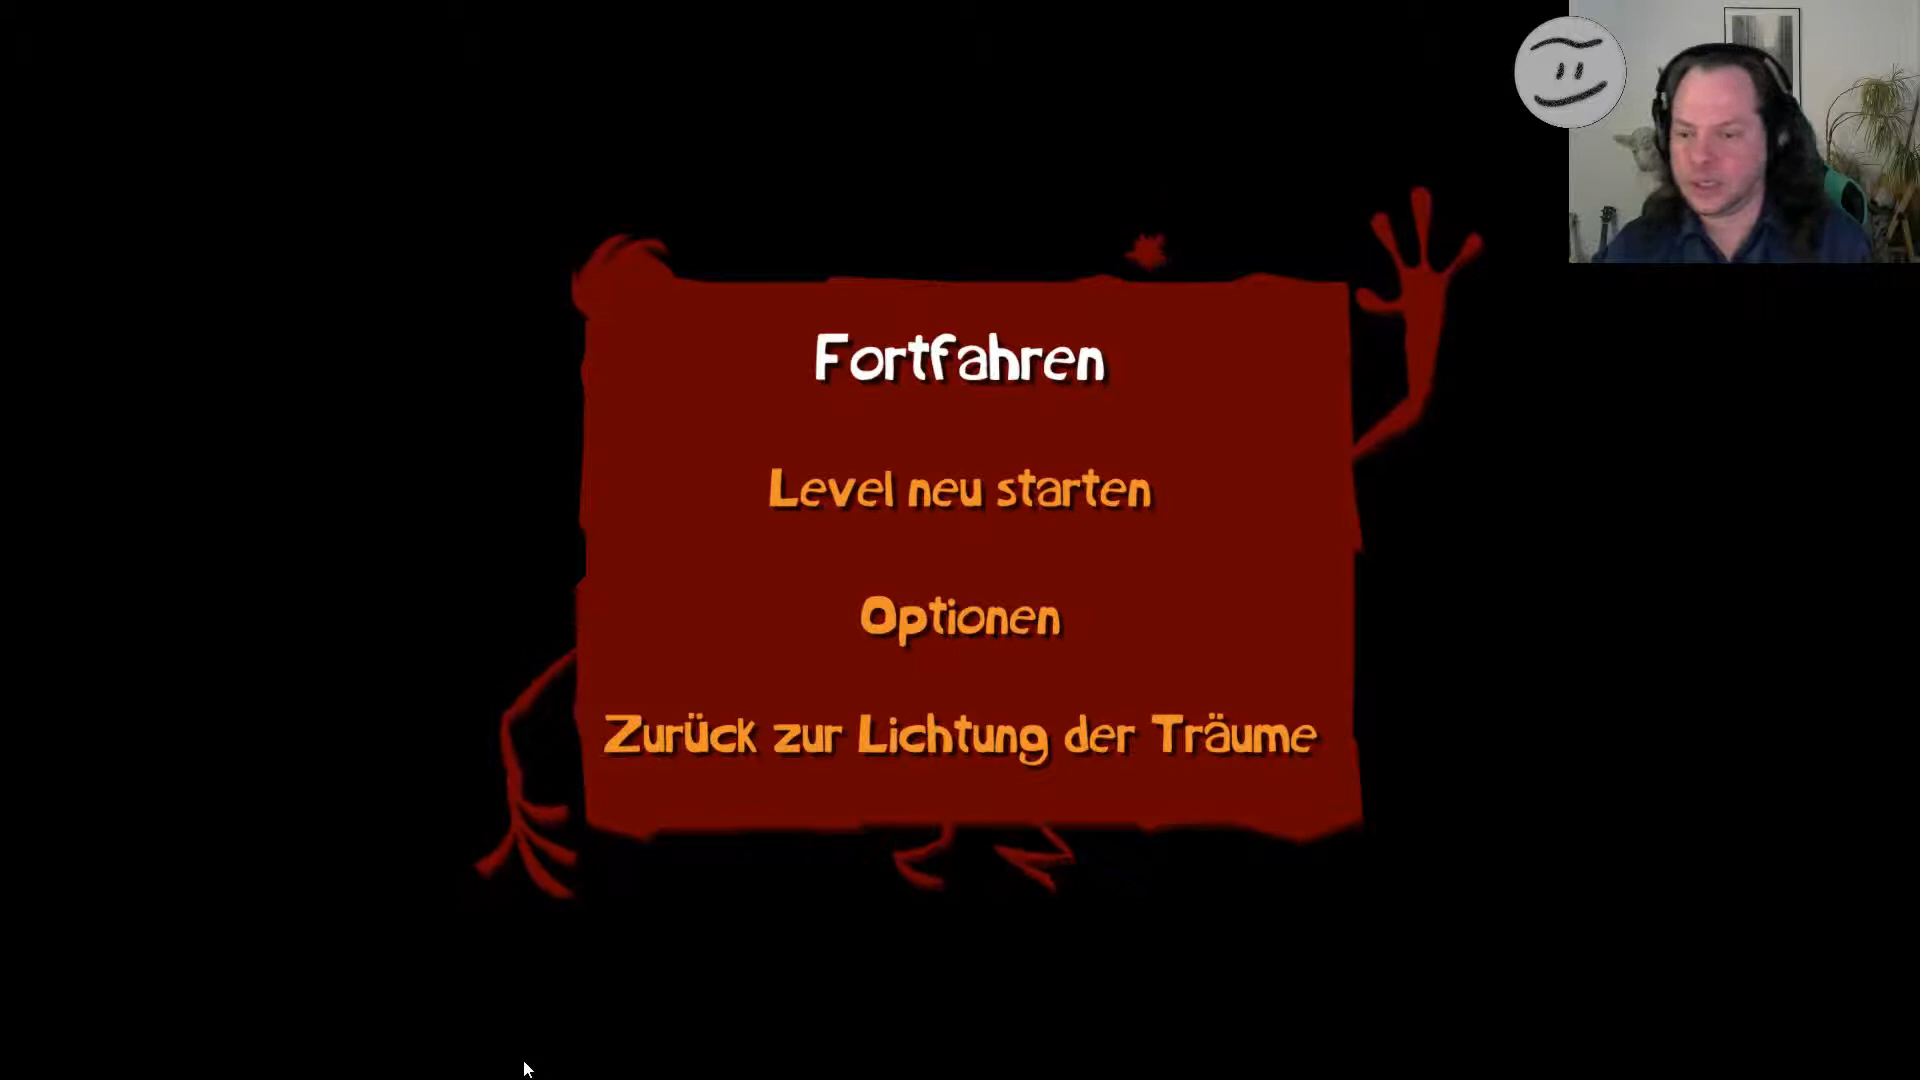 Fortfahren
Level neu starten
Optionen
Zurück zur Lichtung der Träume